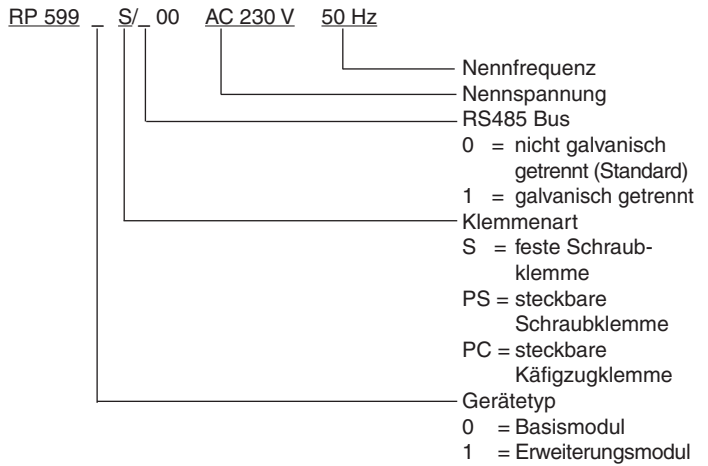 RP 599 _ S/_ 00 AC 230 V 50 Hz
Nennfrequenz
Nennspannung
RS485 Bus
0 = nicht galvanisch
getrennt (Standard)
1 = galvanisch getrennt
Klemmenart
S = feste Schraub-
klemme
PS = steckbare
Schraubklemme
PC = steckbare
Käfigzugklemme
Gerätetyp
0 = Basismodul
1 = Erweiterungsmodul